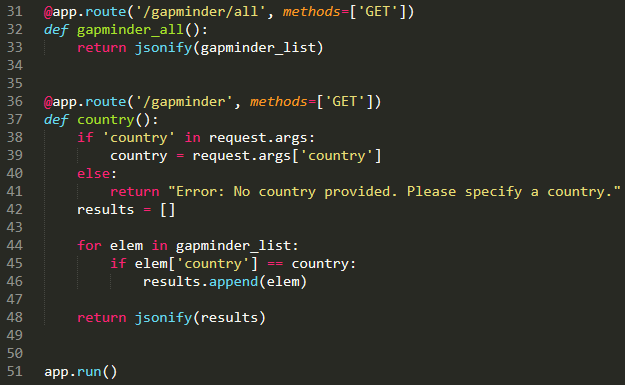 31 @app.route('/gapminder/all', methods=['GET'])
32 def gapminder_all():
33     return jsonify(gapminder_list)
34
35
36 @app.route('/gapminder', methods=['GET'])
37 def country():
38     if 'country' in request.args:
39         country = request.args['country']
40     else:
41         return "Error: No country provided. Please specify a country."
42     results = []
43
44     for elem in gapminder_list:
45         if elem['country'] == country:
46             results.append(elem)
47
48     return jsonify(results)
49
50
51 app.run()